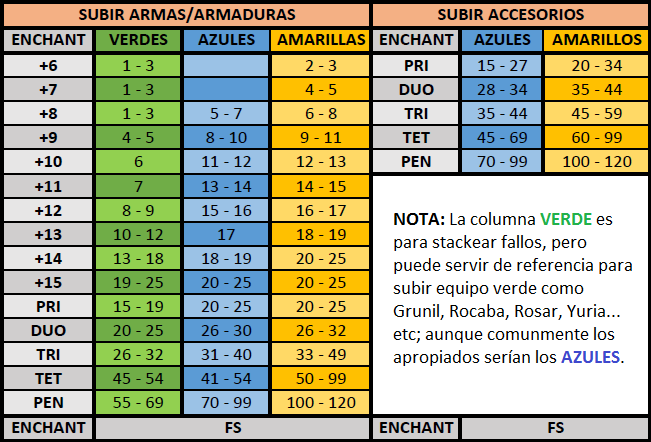 SUBIR ARMAS/ARMADURAS
ENCHANT VERDES AZULES AMARILLAS
+6 1 - 3 2 - 3
+7 1 - 3 4 - 5
+8 1 - 3 5 - 7 6 - 8
+9 4 - 5 8 - 10 9 - 11
+10 6 11 - 12 12 - 13
+11 7 13 - 14 14 - 15
+12 8 - 9 15 - 16 16 - 17
+13 10 - 12 17 18 - 19
+14 13 - 18 18 - 19 20 - 25
+15 19 - 25 20 - 25 20 - 25
PRI 15 - 19 20 - 25 20 - 25
DUO 20 - 25 26 - 30 26 - 32
TRI 26 - 32 31 - 40 33 - 49
TET 45 - 54 41 - 54 50 - 99
PEN 55 - 69 70 - 99 100 - 120
ENCHANT FS
SUBIR ACCESORIOS
ENCHANT AZULES AMARILLOS
PRI 15 - 27 20 - 34
DUO 28 - 34 35 - 44
TRI 35 - 44 45 - 59
TET 45 - 69 60 - 99
PEN 70 - 99 100 - 120
NOTA: La columna VERDE es
para stackear fallos, pero
puede servir de referencia para
subir equipo verde como
Grunil, Rocaba, Rosar, Yuria...
etc; aunque comunmente los
apropiados serían los AZULES.
ENCHANT FS